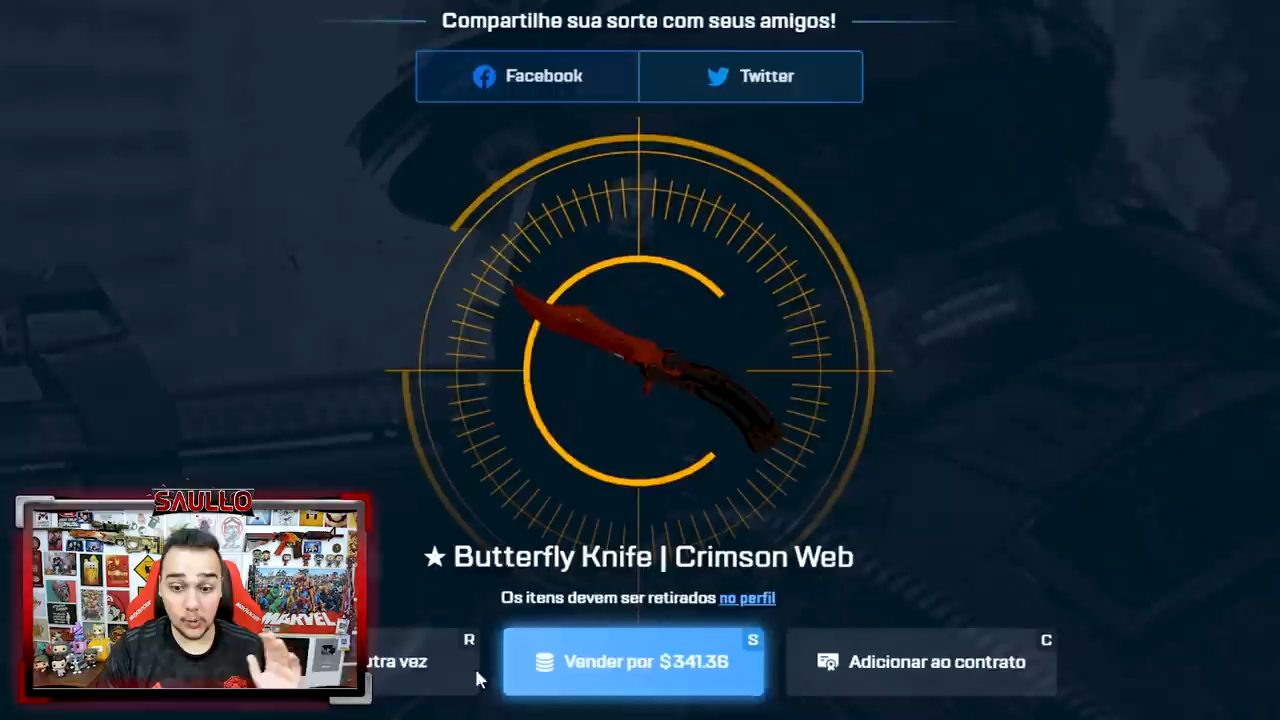 Compartilhe sua sorte com seus amigos!
Facebook
Twitter
★ Butterfly Knife | Crimson Web
Os itens devem ser retirados no perfil
utra vez
R
Vender por $341.36
S
Adicionar ao contrato
C
SAULLO
MARVEL